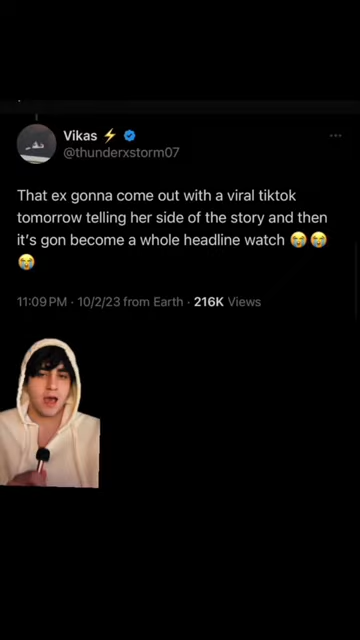 Vikas ⚡
@thunderxstorm07
That ex gonna come out with a viral tiktok
tomorrow telling her side of the story and then
it's gon become a whole headline watch 😭😭
😭
11:09 PM · 10/2/23 from Earth · 216K Views